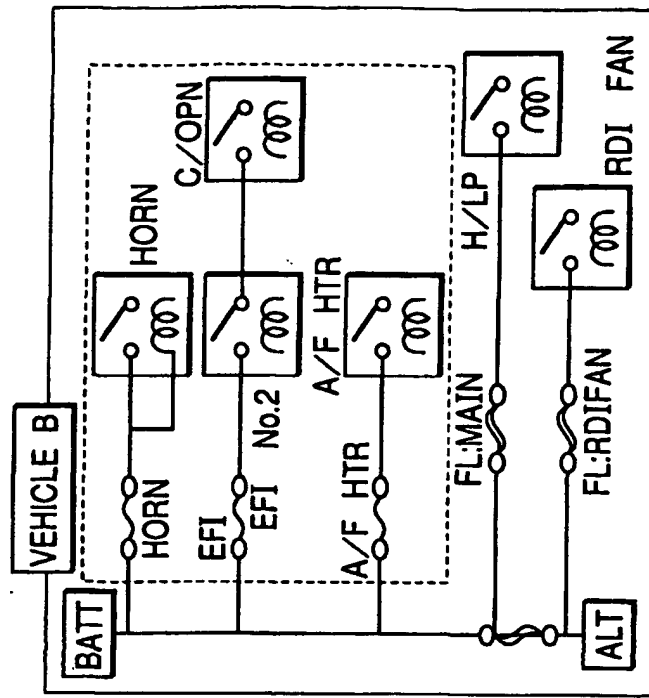 VEHICLE B
BATT
HORN
HORN
EFI
EFI No.2
C/OPN
A/F HTR
A/F HTR
FL:MAIN
H/LP
FL:RDIFAN
RDI FAN
ALT